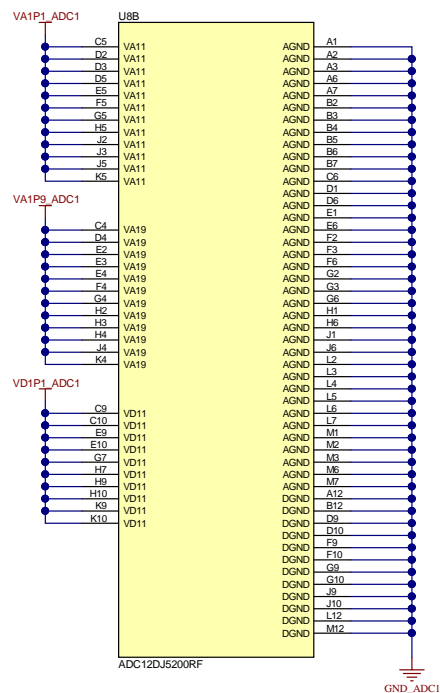 VA1P1_ADC1 U8B
C5 VA11 AGND A1
D2 VA11 AGND A2
D3 VA11 AGND A3
D5 VA11 AGND A6
E5 VA11 AGND A7
F5 VA11 AGND B2
G5 VA11 AGND B3
H5 VA11 AGND B4
J2 VA11 AGND B5
J3 VA11 AGND B6
J5 VA11 AGND B7
K5 VA11 AGND C6
AGND D1
VA1P9_ADC1 AGND D6
AGND E1
C4 VA19 AGND E6
D4 VA19 AGND F2
E2 VA19 AGND F3
E3 VA19 AGND F6
E4 VA19 AGND G2
F4 VA19 AGND G3
G4 VA19 AGND G6
H2 VA19 AGND H1
H3 VA19 AGND H6
H4 VA19 AGND J1
J4 VA19 AGND J6
K4 VA19 AGND L2
AGND L3
VD1P1_ADC1 AGND L4
AGND L5
C9 VD11 AGND L6
C10 VD11 AGND L7
E9 VD11 AGND M1
E10 VD11 AGND M2
G7 VD11 AGND M3
H7 VD11 AGND M6
H9 VD11 AGND M7
H10 VD11 DGND A12
K9 VD11 DGND B12
K10 VD11 DGND D9
DGND D10
DGND F9
DGND F10
DGND G9
DGND G10
DGND J9
DGND J10
DGND L12
DGND M12
ADC12DJ5200RF
GND_ADC1